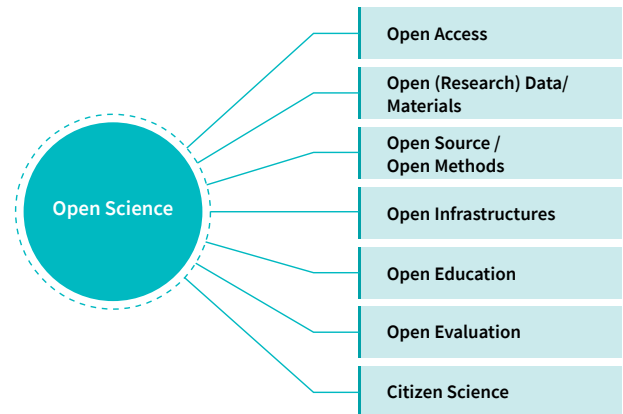 Open Science
Open Access
Open (Research) Data/
Materials
Open Source /
Open Methods
Open Infrastructures
Open Education
Open Evaluation
Citizen Science